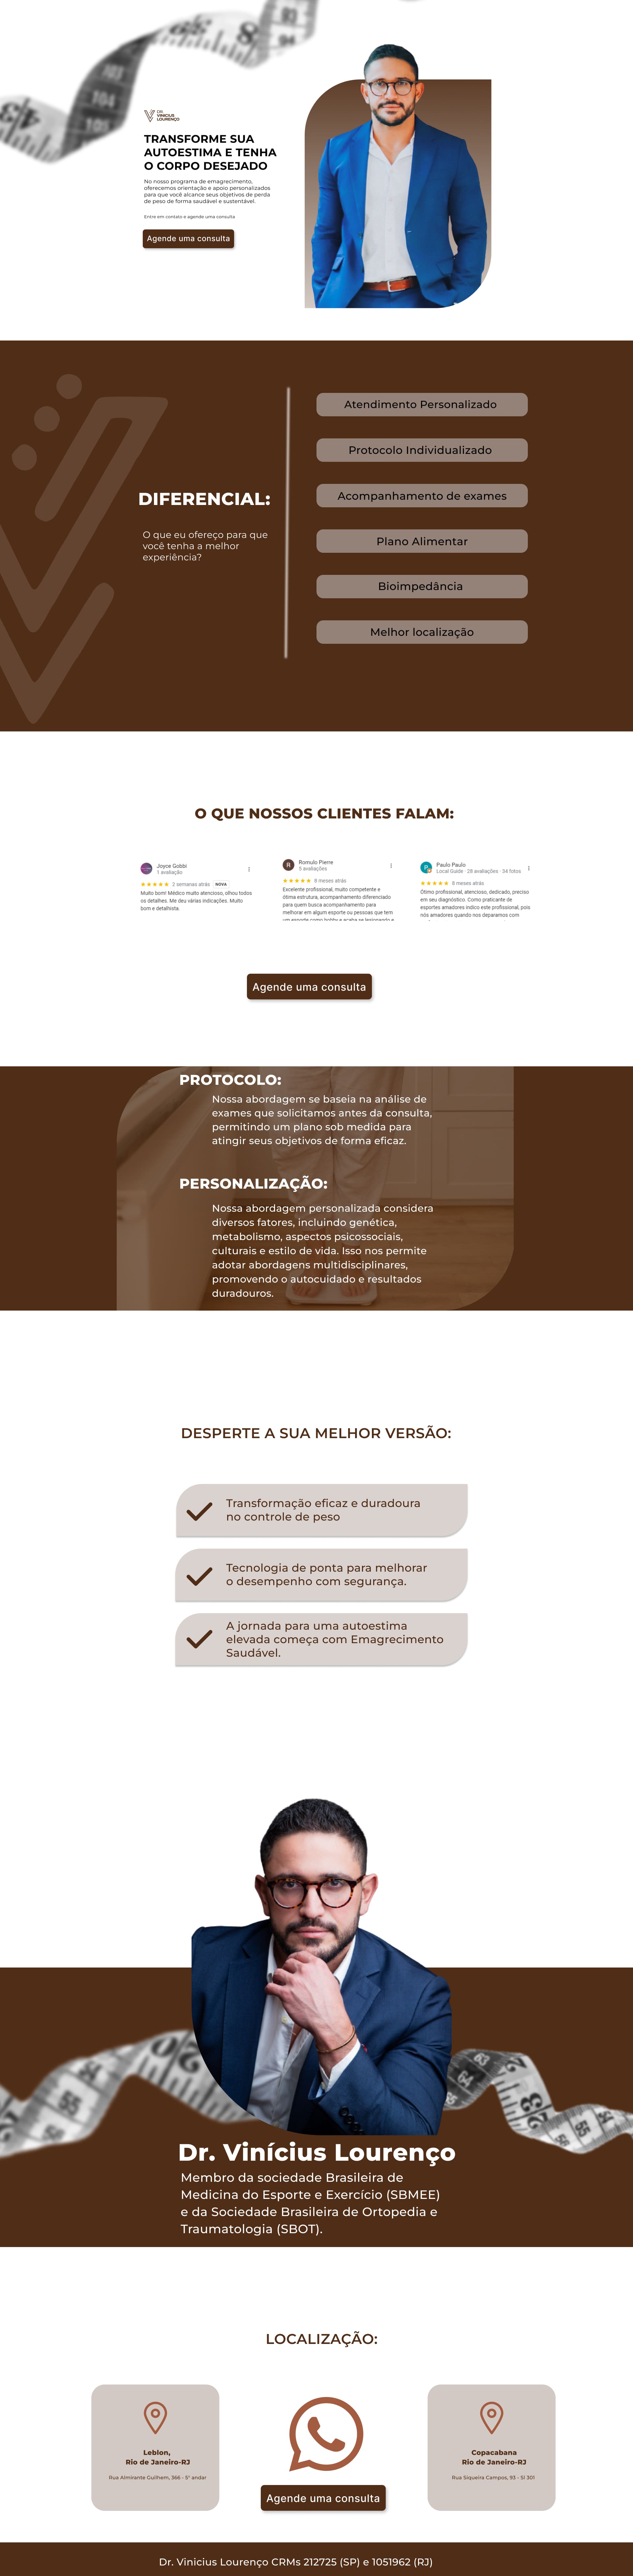 DR.
VINICIUS
LOURENÇO
TRANSFORME SUA
AUTOESTIMA E TENHA
O CORPO DESEJADO
No nosso programa de emagrecimento,
oferecemos orientação e apoio personalizados
para que você alcance seus objetivos de perda
de peso de forma saudável e sustentável.
Entre em contato e agende uma consulta
Agende uma consulta
DIFERENCIAL:
O que eu ofereço para que
você tenha a melhor
experiência?
Atendimento Personalizado
Protocolo Individualizado
Acompanhamento de exames
Plano Alimentar
Bioimpedância
Melhor localização
O QUE NOSSOS CLIENTES FALAM:
Joyce Gobbi
1 avaliação
2 semanas atrás NOVA
Muito bom! Médico muito atencioso, olhou todos
os detalhes. Me deu várias indicações. Muito
bom e detalhista.
R
Romulo Pierre
5 avaliações
6 meses atrás
Excelente profissional, muito competente e
ótima estrutura, acompanhamento diferenciado
para quem busca acompanhamento para
melhorar em algum esporte ou pessoas que tem
um esporte como hobby e acaba se lesionando e
P
Paulo Paulo
Local Guide · 28 avaliações · 34 fotos
8 meses atrás
Ótimo profissional, atencioso, dedicado, preciso
em seu diagnóstico. Como praticante de
esportes amadores indico este profissional, pois
nós amadores quando nos deparamos com
Agende uma consulta
PROTOCOLO:
Nossa abordagem se baseia na análise de
exames que solicitamos antes da consulta,
permitindo um plano sob medida para
atingir seus objetivos de forma eficaz.
PERSONALIZAÇÃO:
Nossa abordagem personalizada considera
diversos fatores, incluindo genética,
metabolismo, aspectos psicossociais,
culturais e estilo de vida. Isso nos permite
adotar abordagens multidisciplinares,
promovendo o autocuidado e resultados
duradouros.
DESPERTE A SUA MELHOR VERSÃO:
Transformação eficaz e duradoura
no controle de peso
Tecnologia de ponta para melhorar
o desempenho com segurança.
A jornada para uma autoestima
elevada começa com Emagrecimento
Saudável.
Dr. Vinícius Lourenço
Membro da sociedade Brasileira de
Medicina do Esporte e Exercício (SBMEE)
e da Sociedade Brasileira de Ortopedia e
Traumatologia (SBOT).
LOCALIZAÇÃO:
Leblon,
Rio de Janeiro-RJ
Rua Almirante Guilhem, 366 - 5° andar
Agende uma consulta
Copacabana
Rio de Janeiro-RJ
Rua Siqueira Campos, 93 - Sl 301
Dr. Vinicius Lourenço CRMs 212725 (SP) e 1051962 (RJ)